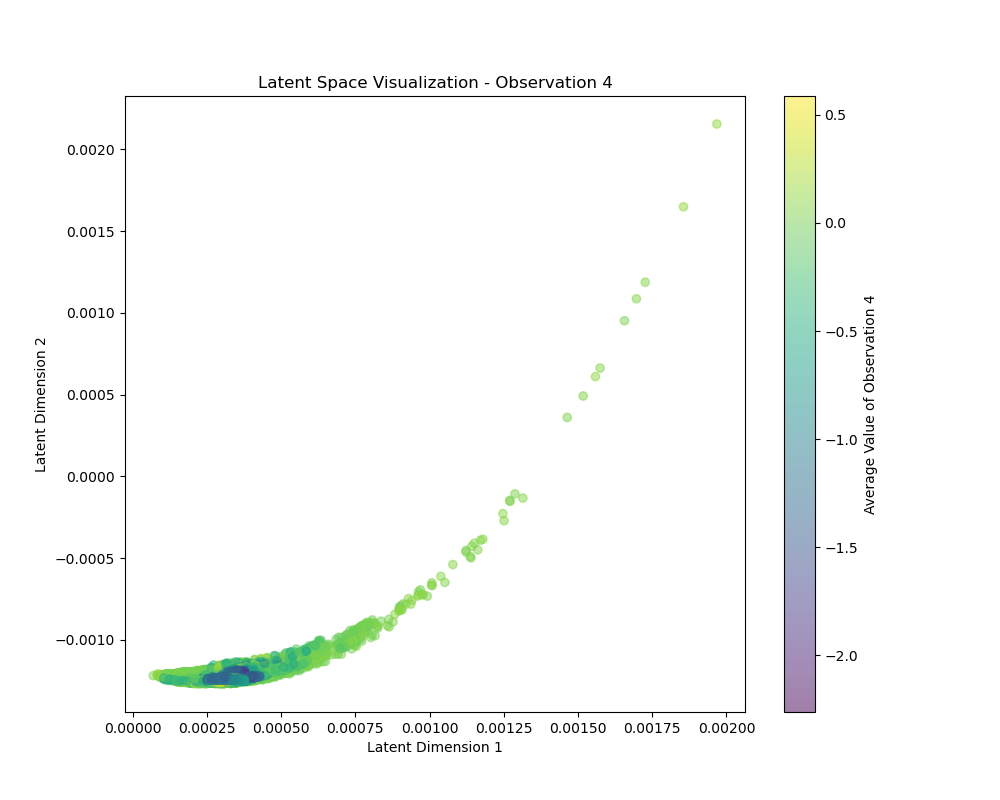 Latent Space Visualization - Observation 4
0.0020
0.0015
0.0010
0.0005
0.0000
−0.0005
−0.0010
Latent Dimension 2
0.00000 0.00025 0.00050 0.00075 0.00100 0.00125 0.00150 0.00175 0.00200
Latent Dimension 1
0.5
0.0
−0.5
−1.0
−1.5
−2.0
Average Value of Observation 4